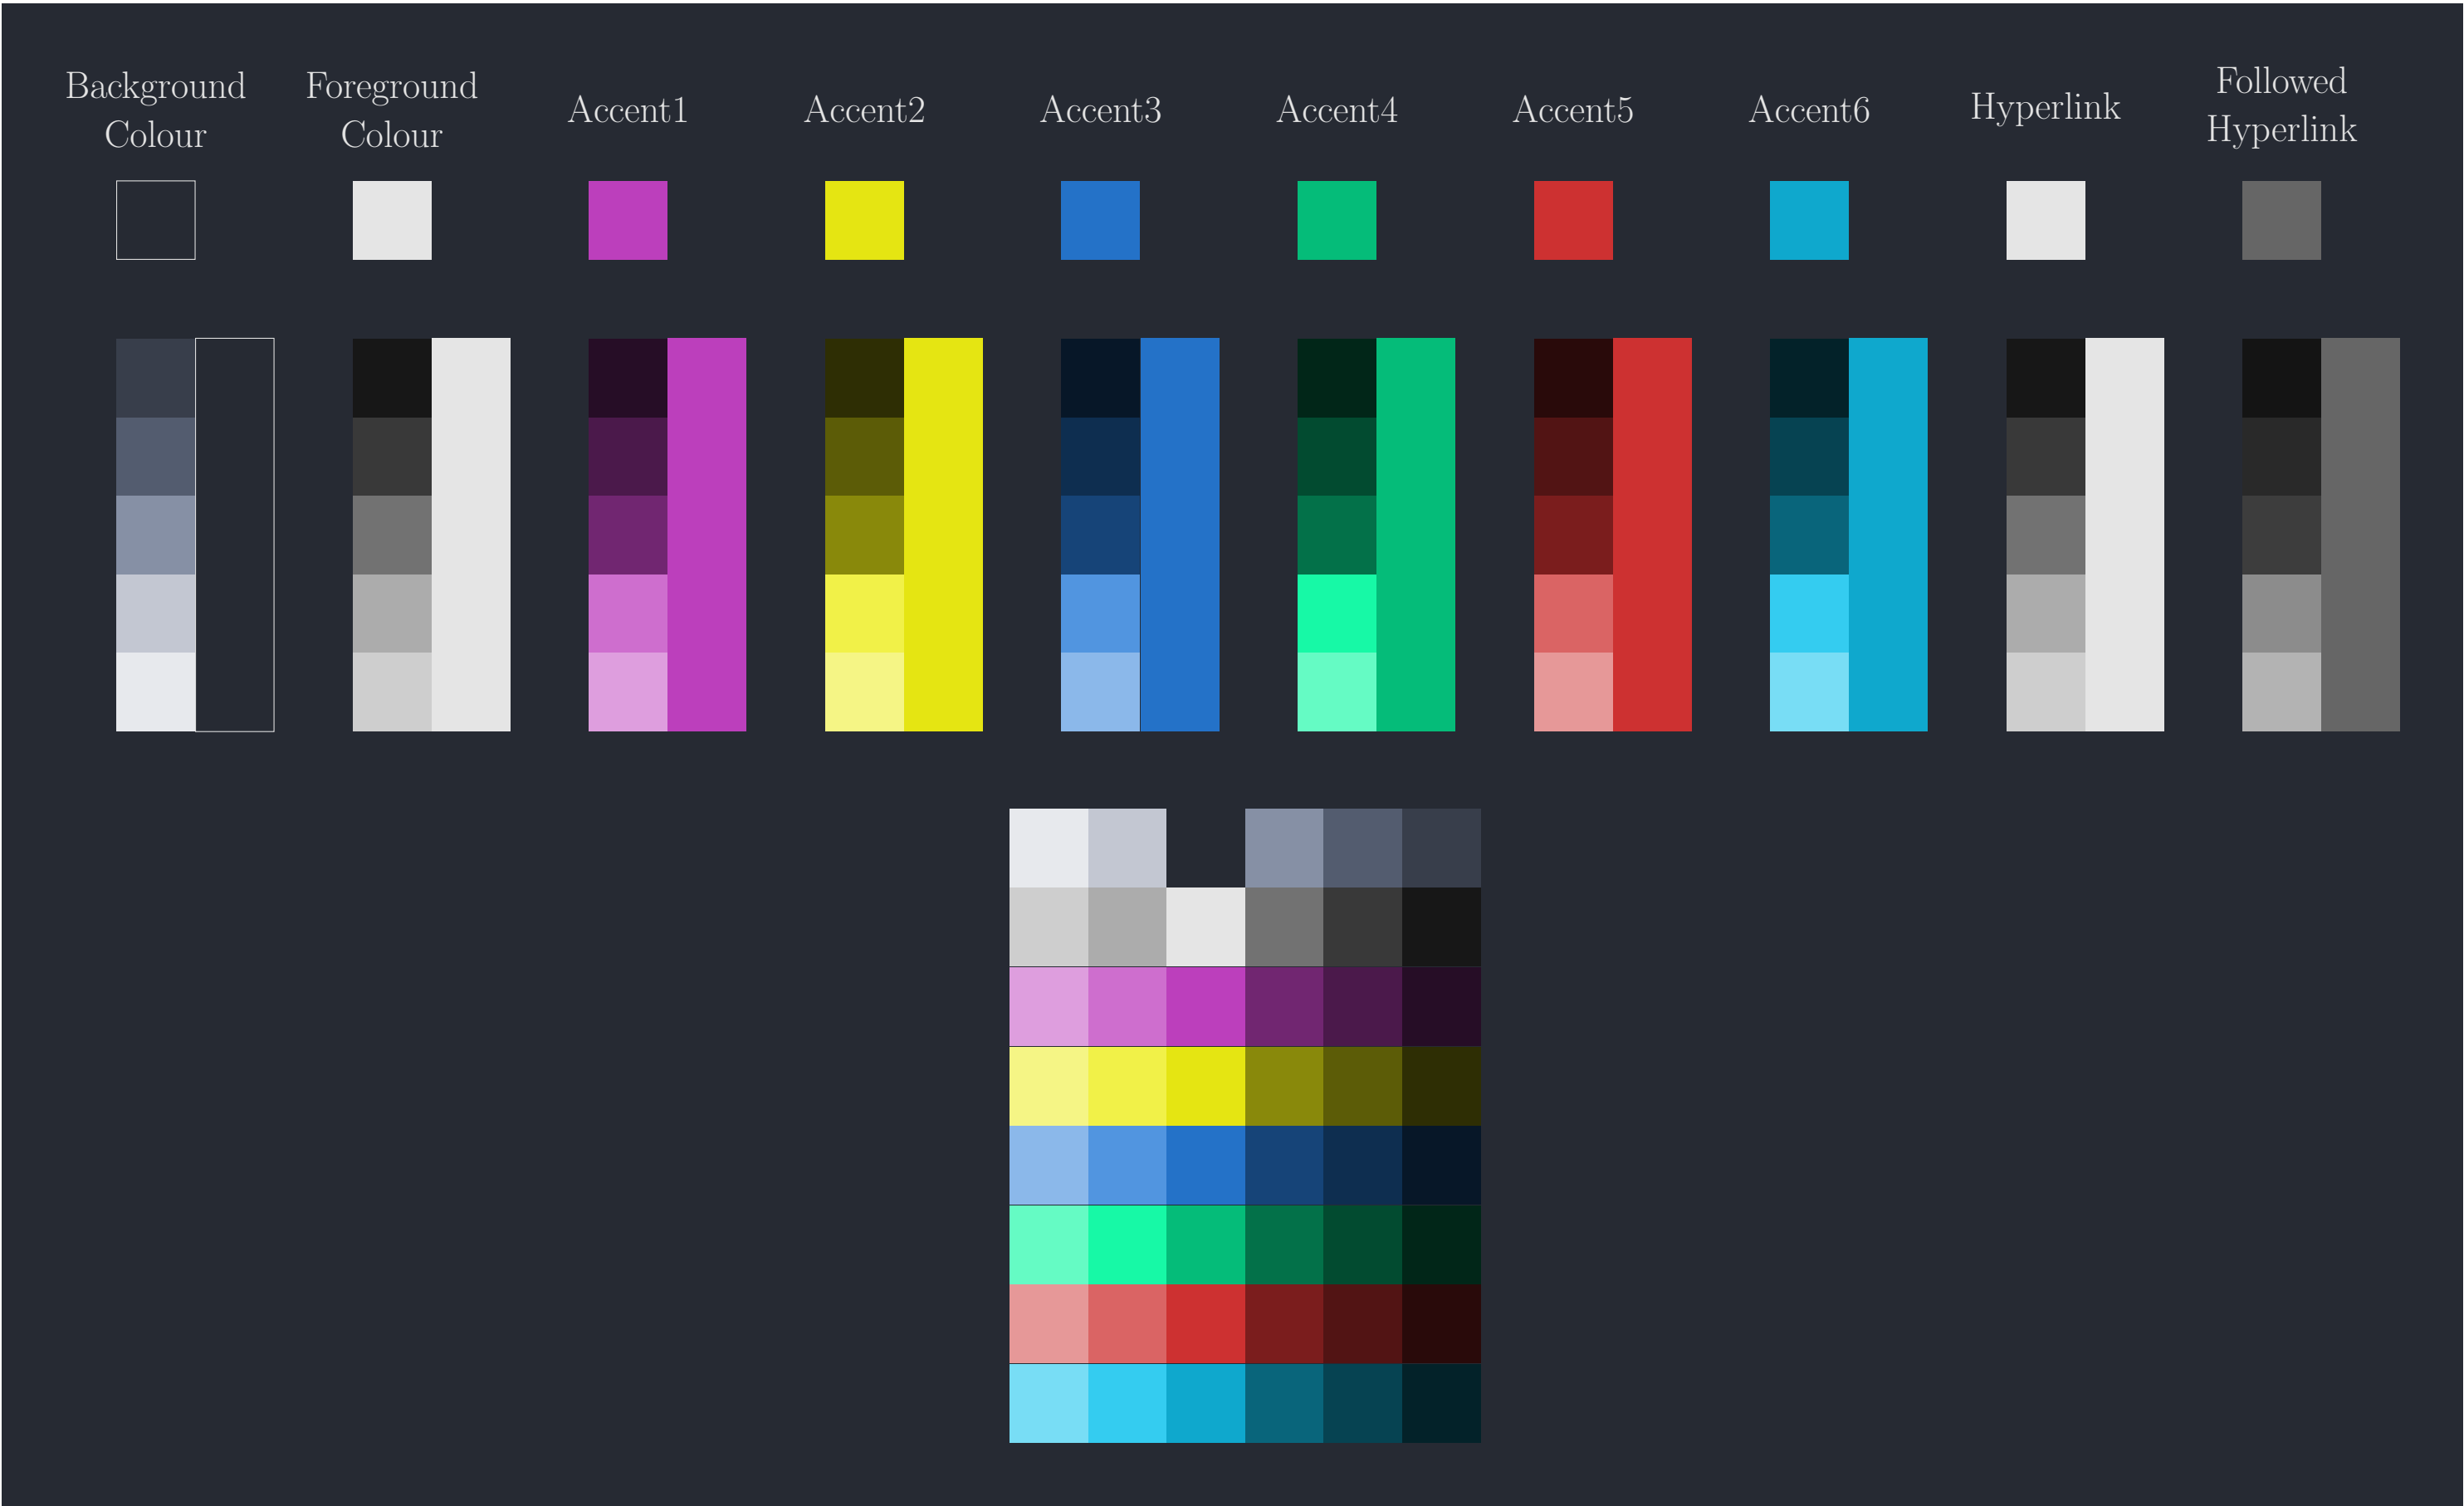 Background
Colour
Foreground
Colour
Accent1
Accent2
Accent3
Accent4
Accent5
Accent6
Hyperlink
Followed
Hyperlink